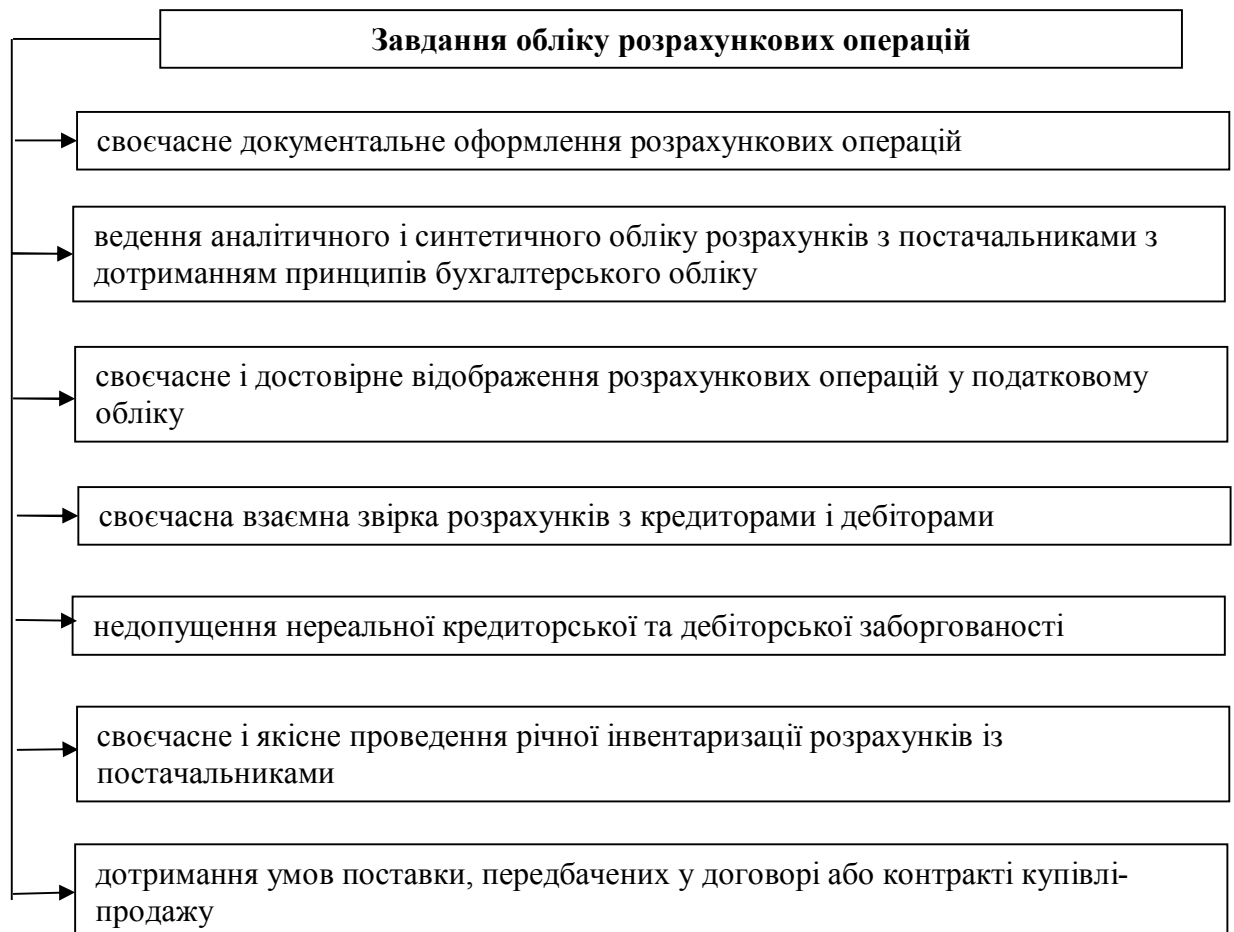 Завдання обліку розрахункових операцій
своєчасне документальне оформлення розрахункових операцій
ведення аналітичного і синтетичного обліку розрахунків з постачальниками з
дотриманням принципів бухгалтерського обліку
своєчасне і достовірне відображення розрахункових операцій у податковому
обліку
своєчасна взаємна звірка розрахунків з кредиторами і дебіторами
недопущення нереальної кредиторської та дебіторської заборгованості
своєчасне і якісне проведення річної інвентаризації розрахунків із
постачальниками
дотримання умов поставки, передбачених у договорі або контракті купівлі-
продажу